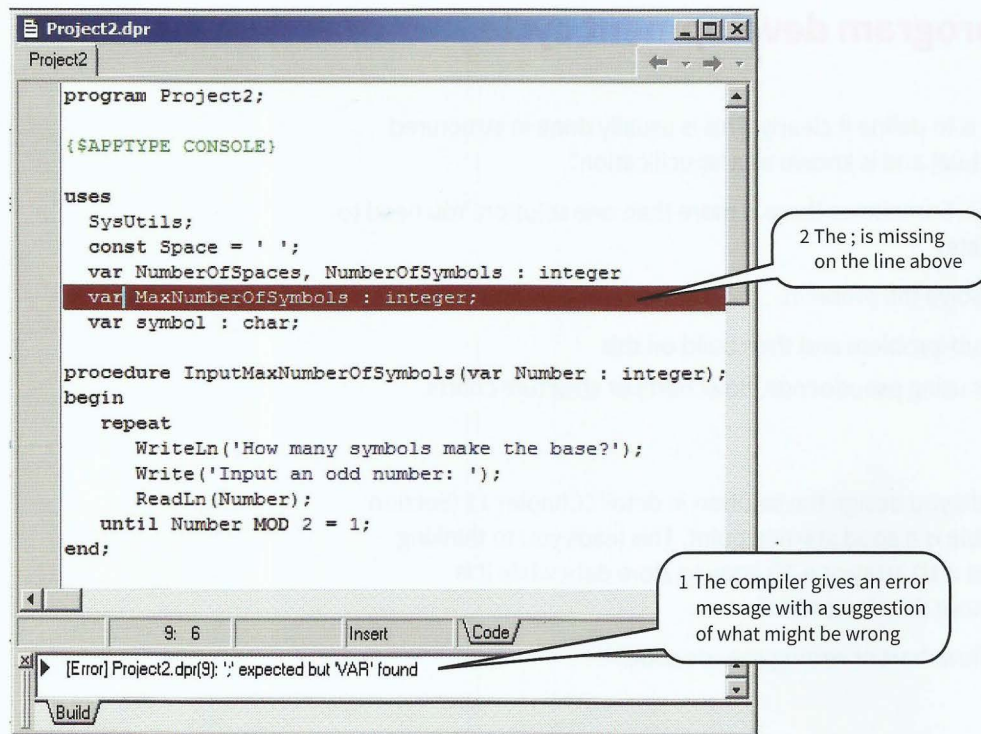 Project2.dpr
Project2
program Project2;
{$APPTYPE CONSOLE}
uses
SysUtils;
const Space = ' ';
var NumberOfSpaces, NumberOfSymbols : integer
var MaxNumberOfSymbols : integer;
var symbol : char;
procedure InputMaxNumberOfSymbols(var Number : integer);
begin
repeat
WriteLn('How many symbols make the base?');
Write('Input an odd number: ');
ReadLn(Number);
until Number MOD 2 = 1;
end;
2 The ; is missing
on the line above
1 The compiler gives an error
message with a suggestion
of what might be wrong
9: 6 Insert Code
[Error] Project2.dpr(9): ';' expected but 'VAR' found
Build